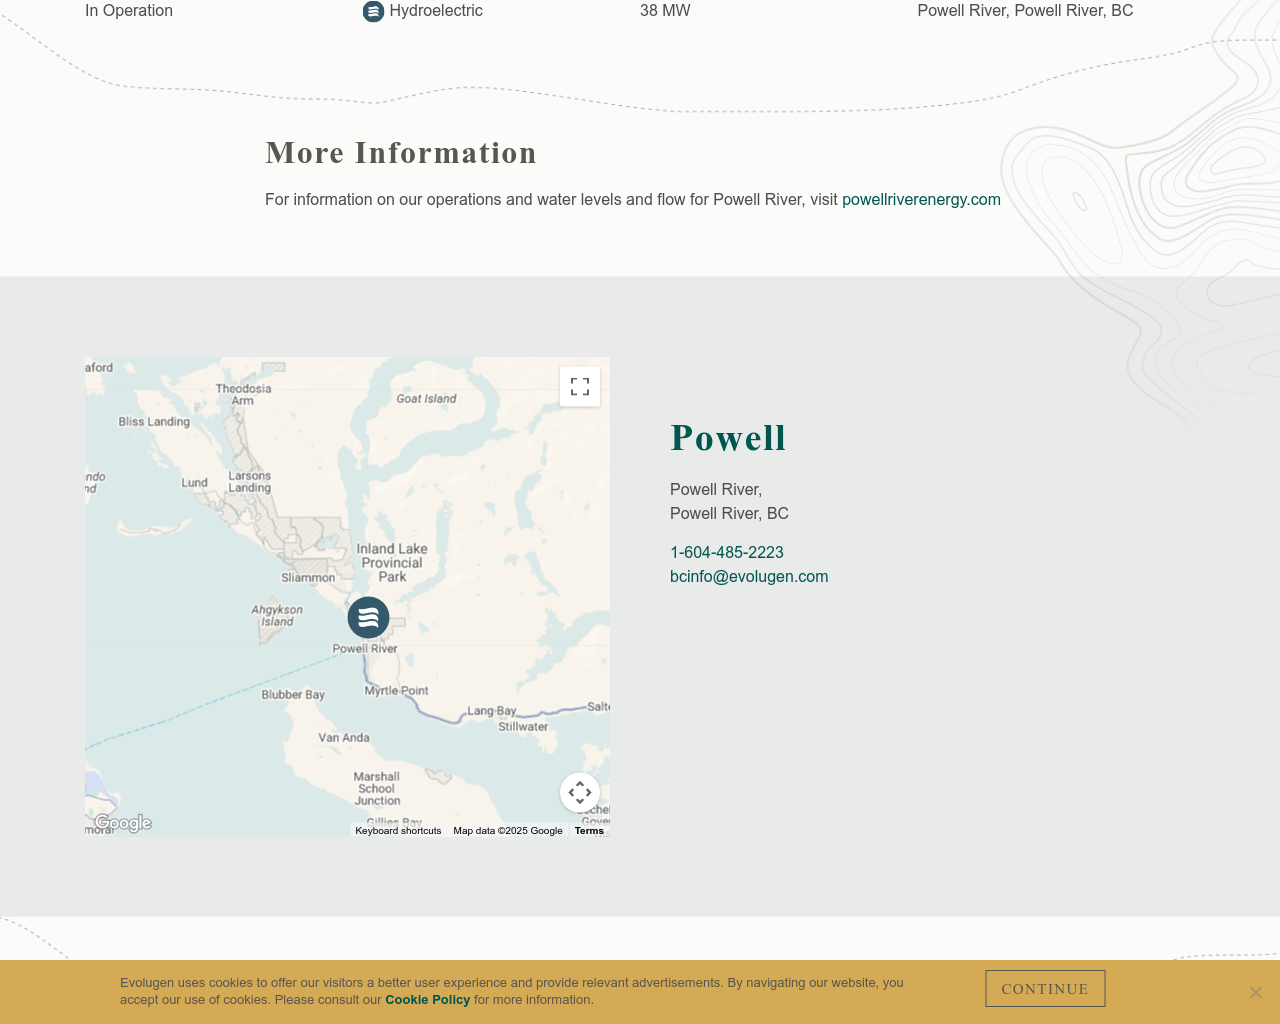 In Operation
Hydroelectric
38 MW
Powell River, Powell River, BC
More Information
For information on our operations and water levels and flow for Powell River, visit powellriverenergy.com
aford
Theodosia
Arm
Goat Island
Bliss Landing
ndo
nd
Lund
Larsons
Landing
Inland Lake
Provincial
Park
Sliammon
Ahgykson
Island
Powell River
Myrtle Point
Blubber Bay
Lang-Bay
Salte
Stillwater
Van Anda
Marshall
School
Junction
Gillies Bay
Google
Keyboard shortcuts
Map data ©2025 Google
Terms
Powell
Powell River,
Powell River, BC
1-604-485-2223
bcinfo@evolugen.com
Evolugen uses cookies to offer our visitors a better user experience and provide relevant advertisements. By navigating our website, you
accept our use of cookies. Please consult our Cookie Policy for more information.
CONTINUE